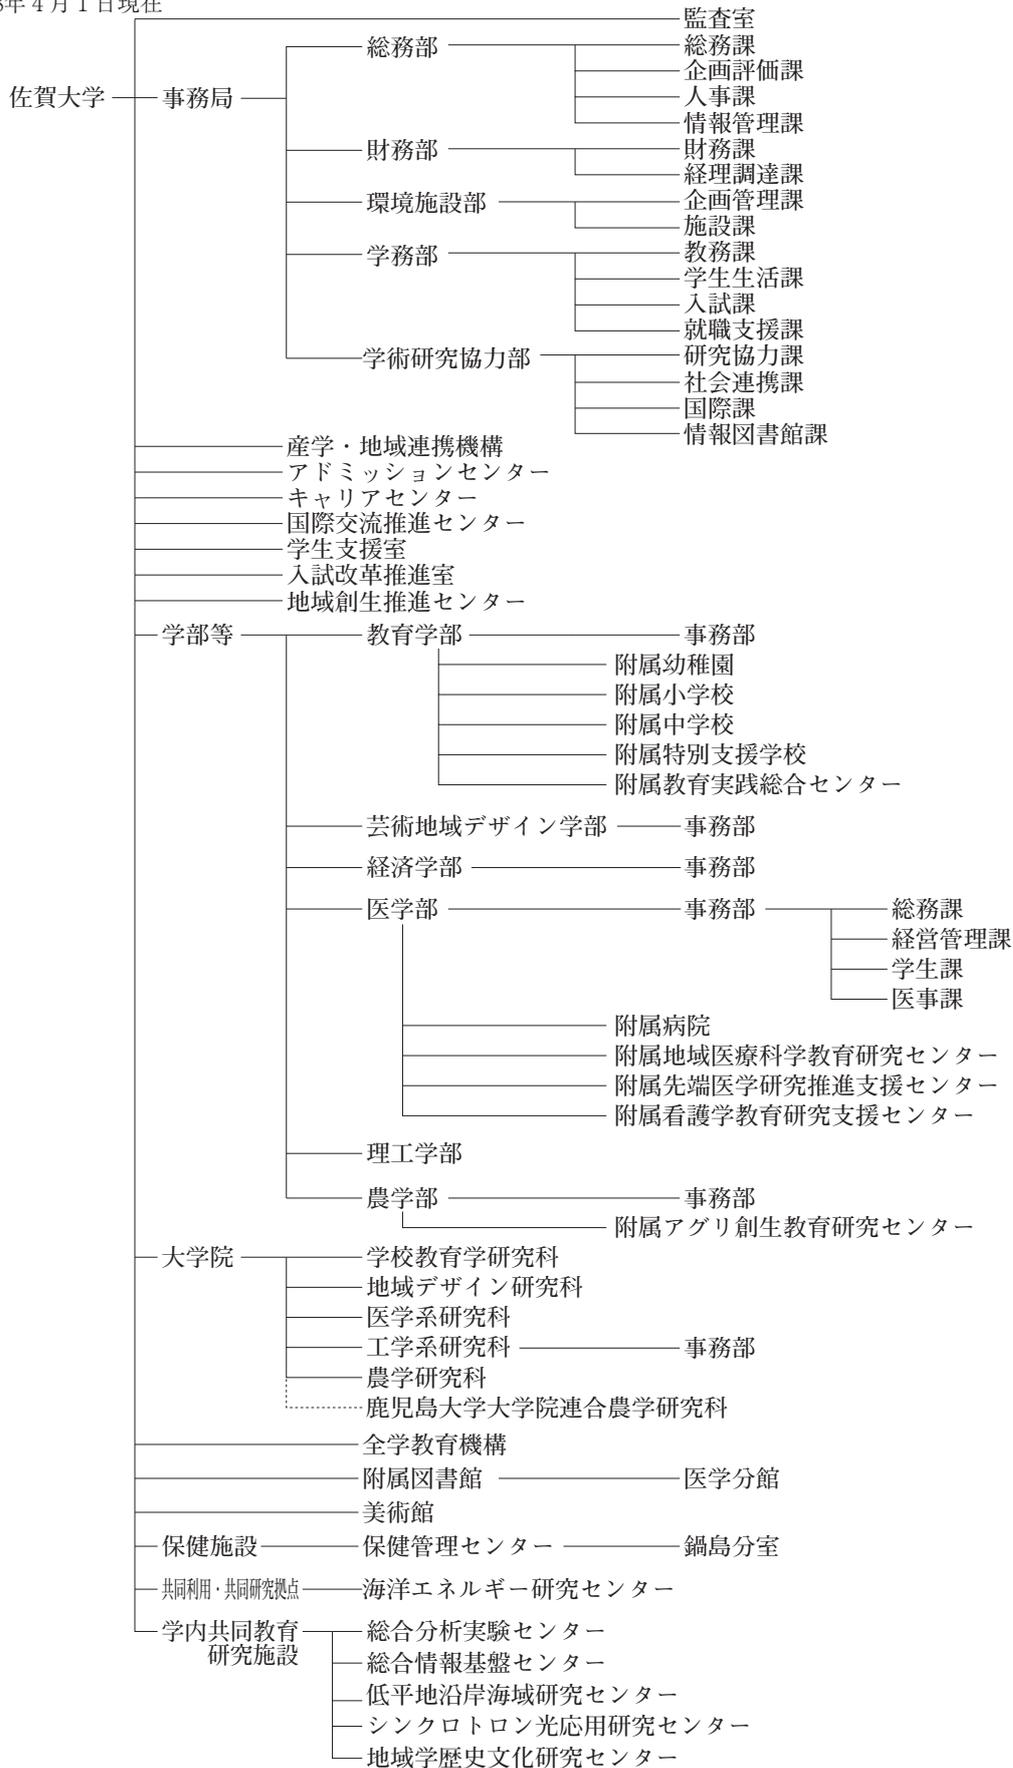 年 4 月 1 日現在
監査室
総務部 総務課
企画評価課
佐賀大学 事務局 人事課
情報管理課
財務部 財務課
経理調達課
環境施設部 企画管理課
施設課
学務部 教務課
学生生活課
入試課
就職支援課
学術研究協力部 研究協力課
社会連携課
国際課
情報図書館課
産学・地域連携機構
アドミッションセンター
キャリアセンター
国際交流推進センター
学生支援室
入試改革推進室
地域創生推進センター
学部等 教育学部 事務部
附属幼稚園
附属小学校
附属中学校
附属特別支援学校
附属教育実践総合センター
芸術地域デザイン学部 事務部
経済学部 事務部
医学部 事務部 総務課
経営管理課
学生課
医事課
附属病院
附属地域医療科学教育研究センター
附属先端医学研究推進支援センター
附属看護学教育研究支援センター
理工学部
農学部 事務部
附属アグリ創生教育研究センター
大学院 学校教育学研究科
地域デザイン研究科
医学系研究科
工学系研究科 事務部
農学研究科
鹿児島大学大学院連合農学研究科
全学教育機構
附属図書館 医学分館
美術館
保健施設 保健管理センター 鍋島分室
共同利用・共同研究拠点 海洋エネルギー研究センター
学内共同教育 総合分析実験センター
研究施設
総合情報基盤センター
低平地沿岸海域研究センター
シンクロトロン光応用研究センター
地域学歴史文化研究センター